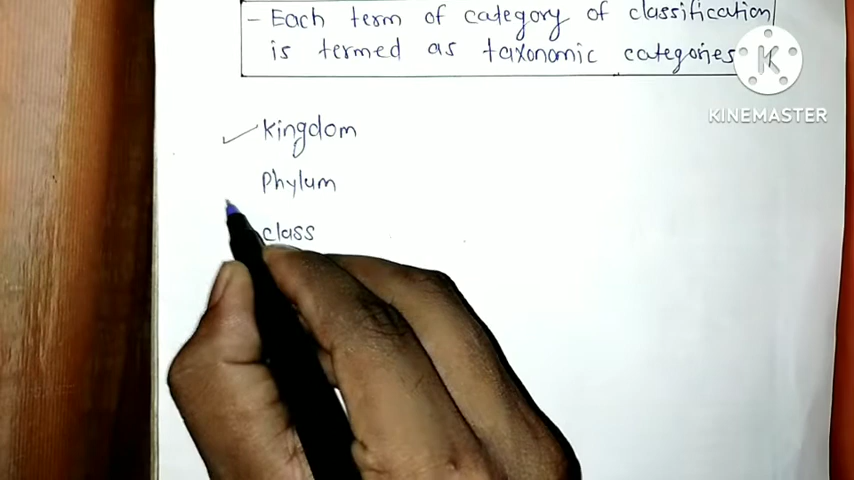 - Each term of category of classification
is termed as taxonomic categories
KINEMASTER
Kingdom
Phylum
class